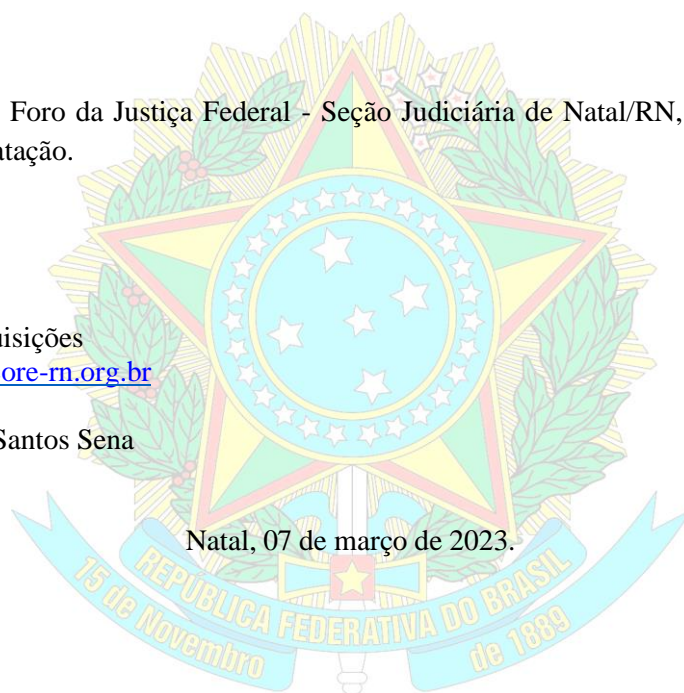 Foro da Justiça Federal - Seção Judiciária de Natal/RN,
atação.
uisições
ore-rn.org.br
Santos Sena
Natal, 07 de março de 2023.
REPÚBLICA FEDERATIVA DO BRASIL
15 de Novembro
de 1889